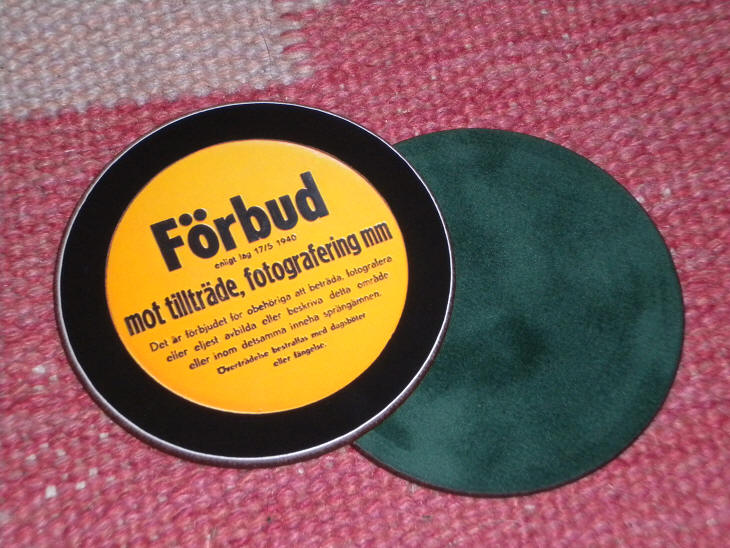 Förbud
enligt lag 17/5 1940
mot tillträde, fotografering mm
Det är förbjudet för obehöriga att beträda, fotografera
eller eljest avbilda eller beskriva detta område
eller inom detsamma inneha sprängämnen.
Överträdelse bestraffas med dagsböter
eller fängelse.